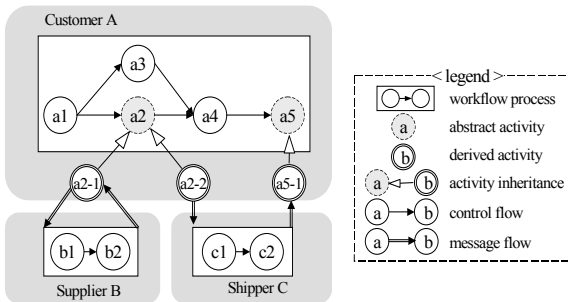 Customer A
a3
a1
a2
a4
a5
a2-1
a2-2
a5-1
b1
b2
c1
c2
Supplier B
Shipper C
< legend >
workflow process
a
abstract activity
b
derived activity
a
b
activity inheritance
a
b
control flow
a
b
message flow